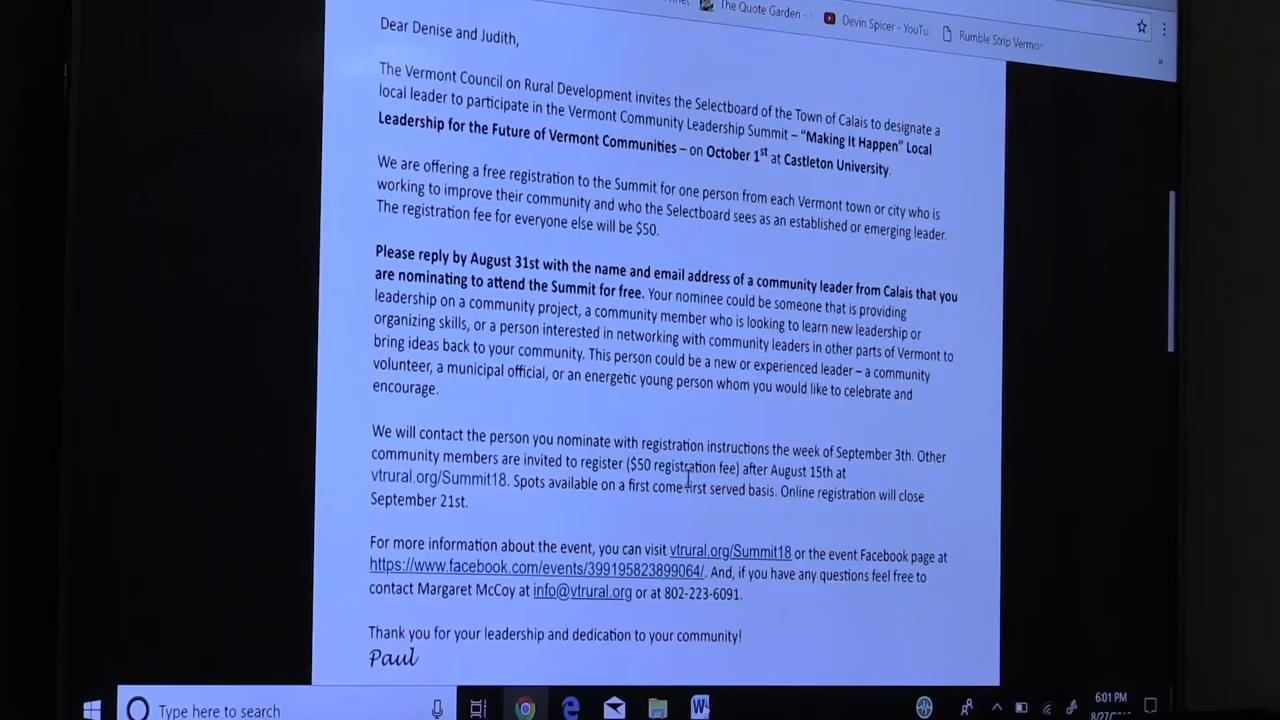 The Quote Garden -
Devin Spicer - YouTu
Rumble Strip Vermor
»
Dear Denise and Judith,
The Vermont Council on Rural Development invites the Selectboard of the Town of Calais to designate a
local leader to participate in the Vermont Community Leadership Summit – “Making It Happen” Local
Leadership for the Future of Vermont Communities – on October 1st at Castleton University.
We are offering a free registration to the Summit for one person from each Vermont town or city who is
working to improve their community and who the Selectboard sees as an established or emerging leader.
The registration fee for everyone else will be $50.
Please reply by August 31st with the name and email address of a community leader from Calais that you
are nominating to attend the Summit for free. Your nominee could be someone that is providing
leadership on a community project, a community member who is looking to learn new leadership or
organizing skills, or a person interested in networking with community leaders in other parts of Vermont to
bring ideas back to your community. This person could be a new or experienced leader – a community
volunteer, a municipal official, or an energetic young person whom you would like to celebrate and
encourage.
We will contact the person you nominate with registration instructions the week of September 3th. Other
community members are invited to register ($50 registration fee) after August 15th at
vtrural.org/Summit18. Spots available on a first come first served basis. Online registration will close
September 21st.
For more information about the event, you can visit vtrural.org/Summit18 or the event Facebook page at
https://www.facebook.com/events/399195823899064/. And, if you have any questions feel free to
contact Margaret McCoy at info@vtrural.org or at 802-223-6091.
Thank you for your leadership and dedication to your community!
Paul
Type here to search
6:01 PM